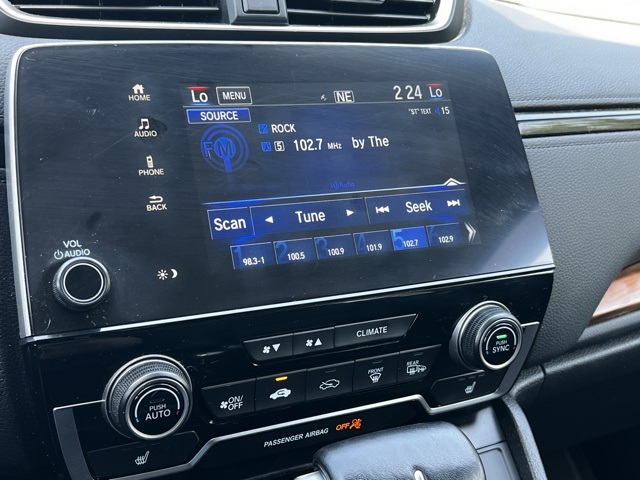 HOME
Lo MENU NE 2 24 Lo
SOURCE "ST" TEXT 15
AUDIO
ROCK
FM 5 102.7 MHz by The
PHONE
BACK
Scan Tune Seek
98.3-1 100.5 100.9 101.9 102.7 102.9
VOL
AUDIO
CLIMATE
PUSH
SYNC
PUSH
AUTO
ON/
OFF
FRONT
REAR
PASSENGER AIRBAG OFF